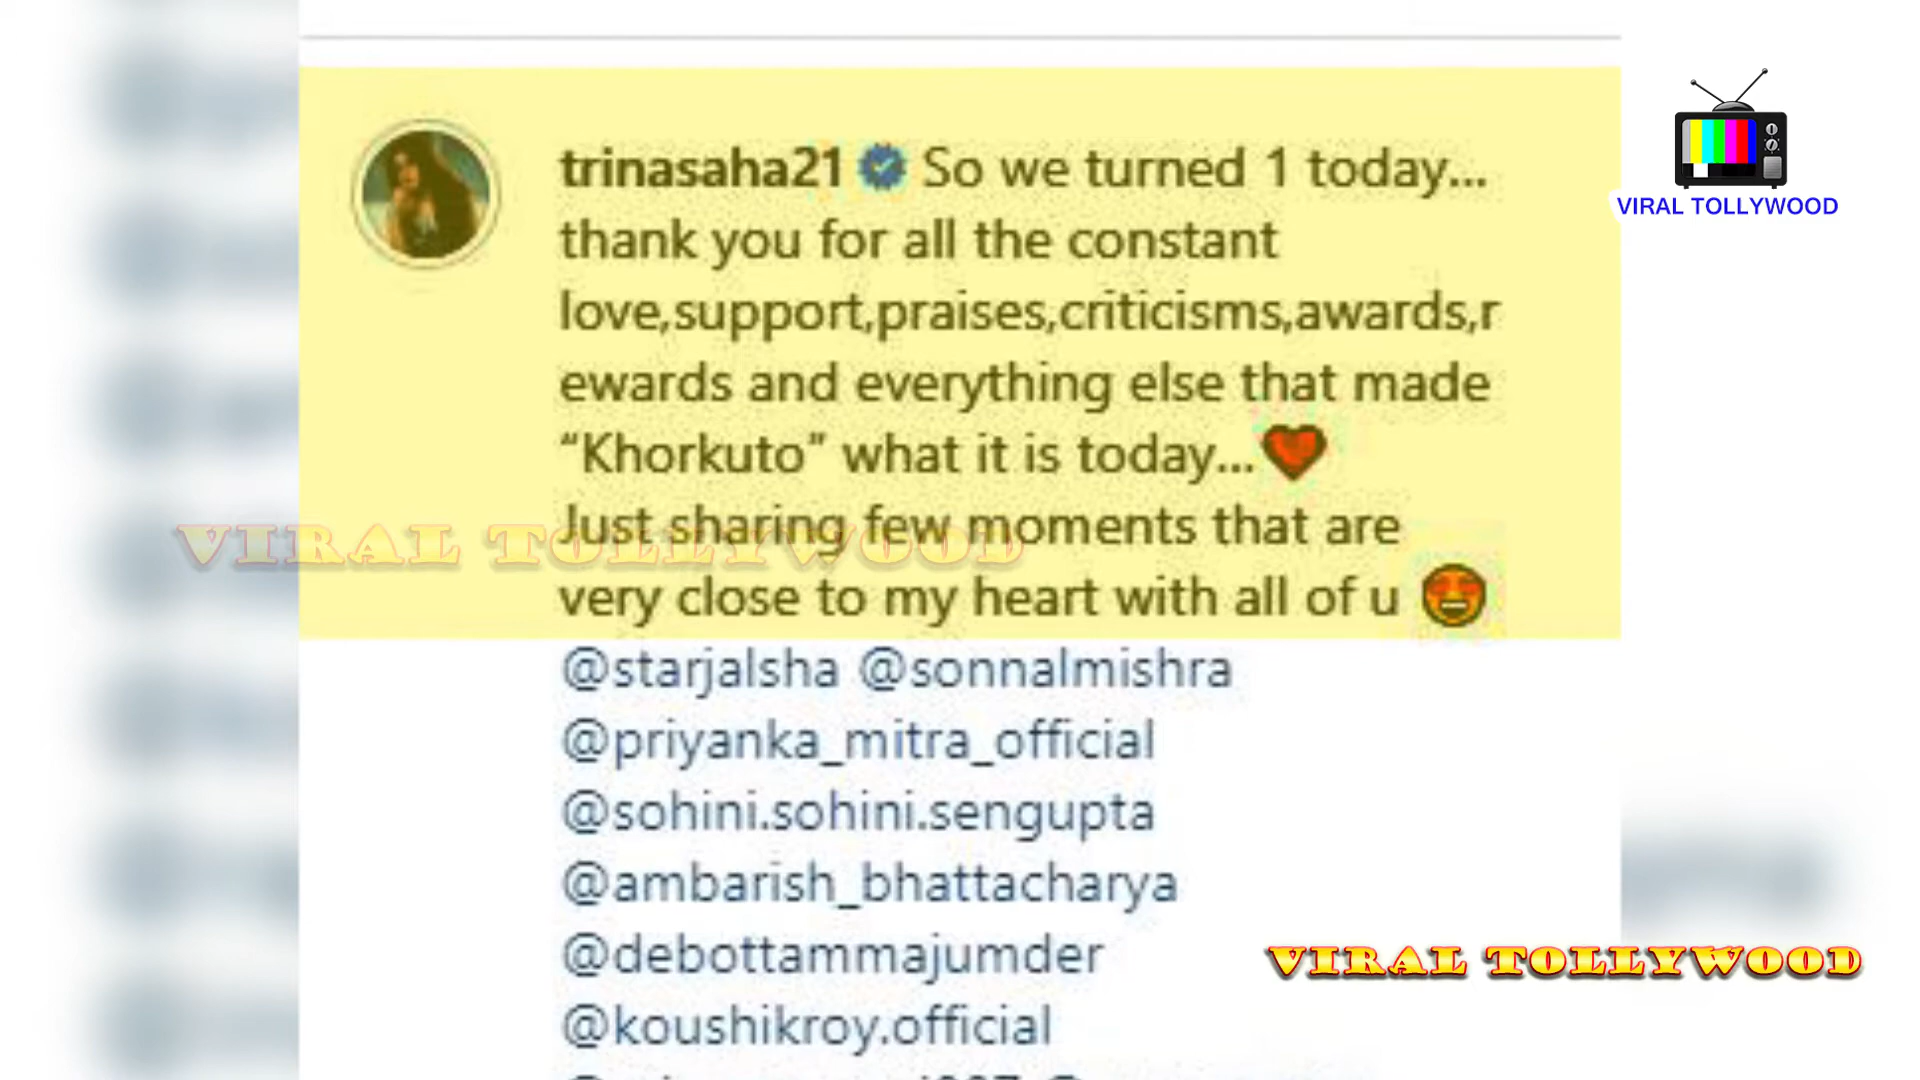 trinasaha21 So we turned 1 today...
thank you for all the constant
love,support,praises,criticisms,awards,r
ewards and everything else that made
“Khorkuto” what it is today...❤️
Just sharing few moments that are
very close to my heart with all of u 😍
@starjalsha @sonnalmishra
@priyanka_mitra_official
@sohini.sohini.sengupta
@ambarish_bhattacharya
@debottammajumder
@koushikroy.official
VIRAL TOLLYWOOD
VIRAL TOLLYWOOD
VIRAL TOLLYWOOD